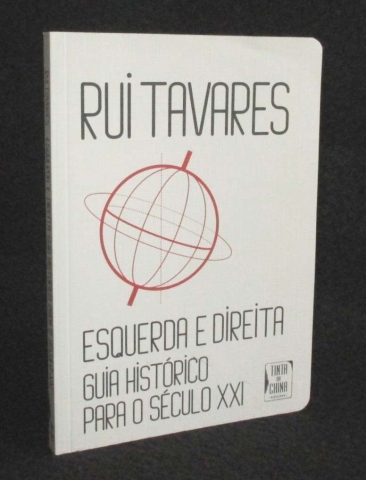 RUI TAVARES
ESQUERDA E DIREITA
GUIA HISTÓRICO
PARA O SÉCULO XXI
TINTA
DA
CHINA